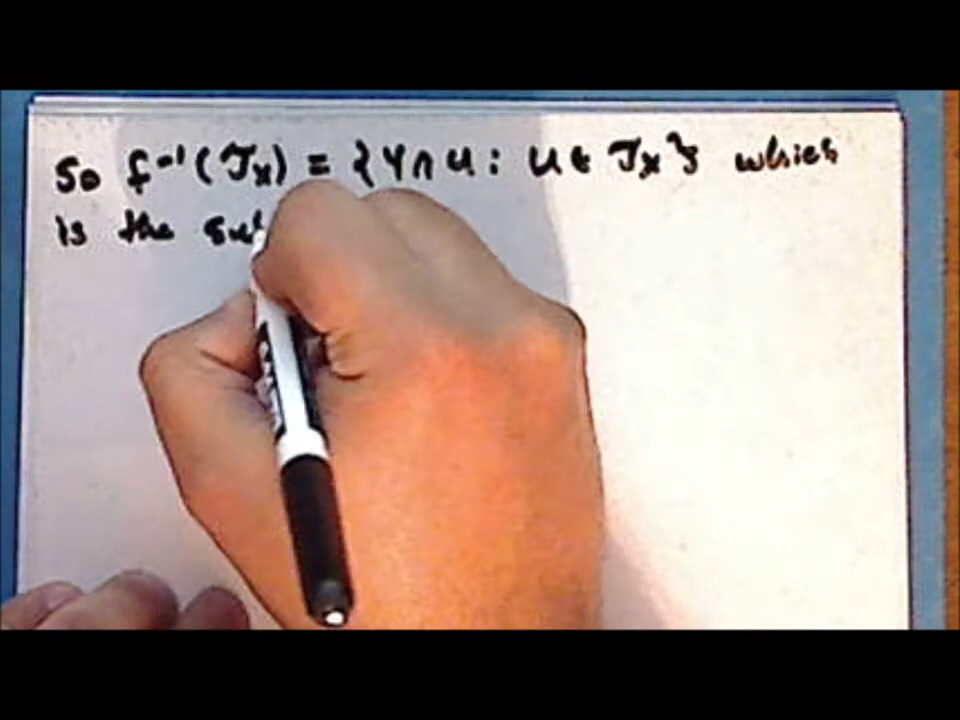 So f⁻¹(𝒯ₓ) = {Y ∩ U : U ∈ 𝒯ₓ} which
is the